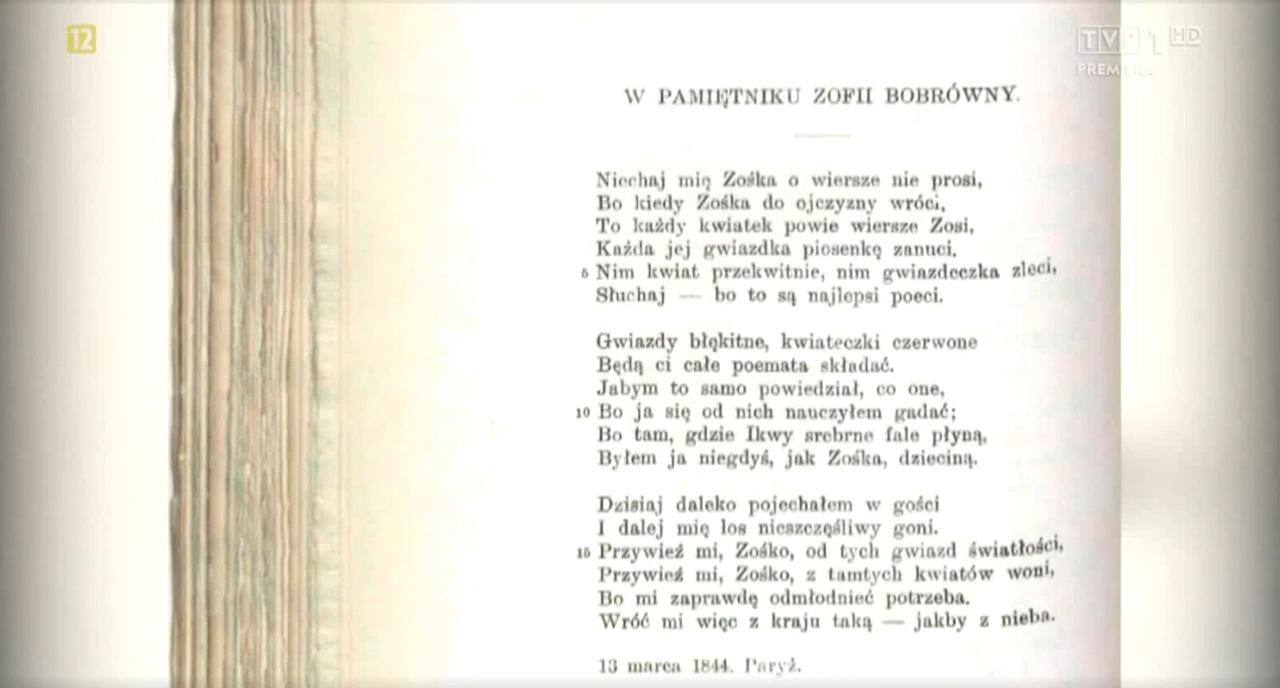 12
TVP 1 HD
PREMIERA
W PAMIĘTNIKU ZOFII BOBRÓWNY.
Niechaj mię Zośka o wiersze nie prosi,
Bo kiedy Zośka do ojczyzny wróci,
To każdy kwiatek powie wiersze Zosi,
Każda jej gwiazdka piosenkę zanuci.
5 Nim kwiat przekwitnie, nim gwiazdeczka zleci,
Słuchaj — bo to są najlepsi poeci.
Gwiazdy błękitne, kwiateczki czerwone
Będą ci całe poemata składać.
Jabym to samo powiedział, co one,
10 Bo ja się od nich nauczyłem gadać;
Bo tam, gdzie Ikwy srebrne fale płyną,
Byłem ja niegdyś, jak Zośka, dzieciną.
Dzisiaj daleko pojechałem w gości
I dalej mię los nieszczęśliwy goni.
15 Przywieź mi, Zośko, od tych gwiazd światłości,
Przywieź mi, Zośko, z tamtych kwiatów woni,
Bo mi zaprawdę odmłodnieć potrzeba.
Wróć mi więc z kraju taką — jakby z nieba.
13 marca 1844. Paryż.